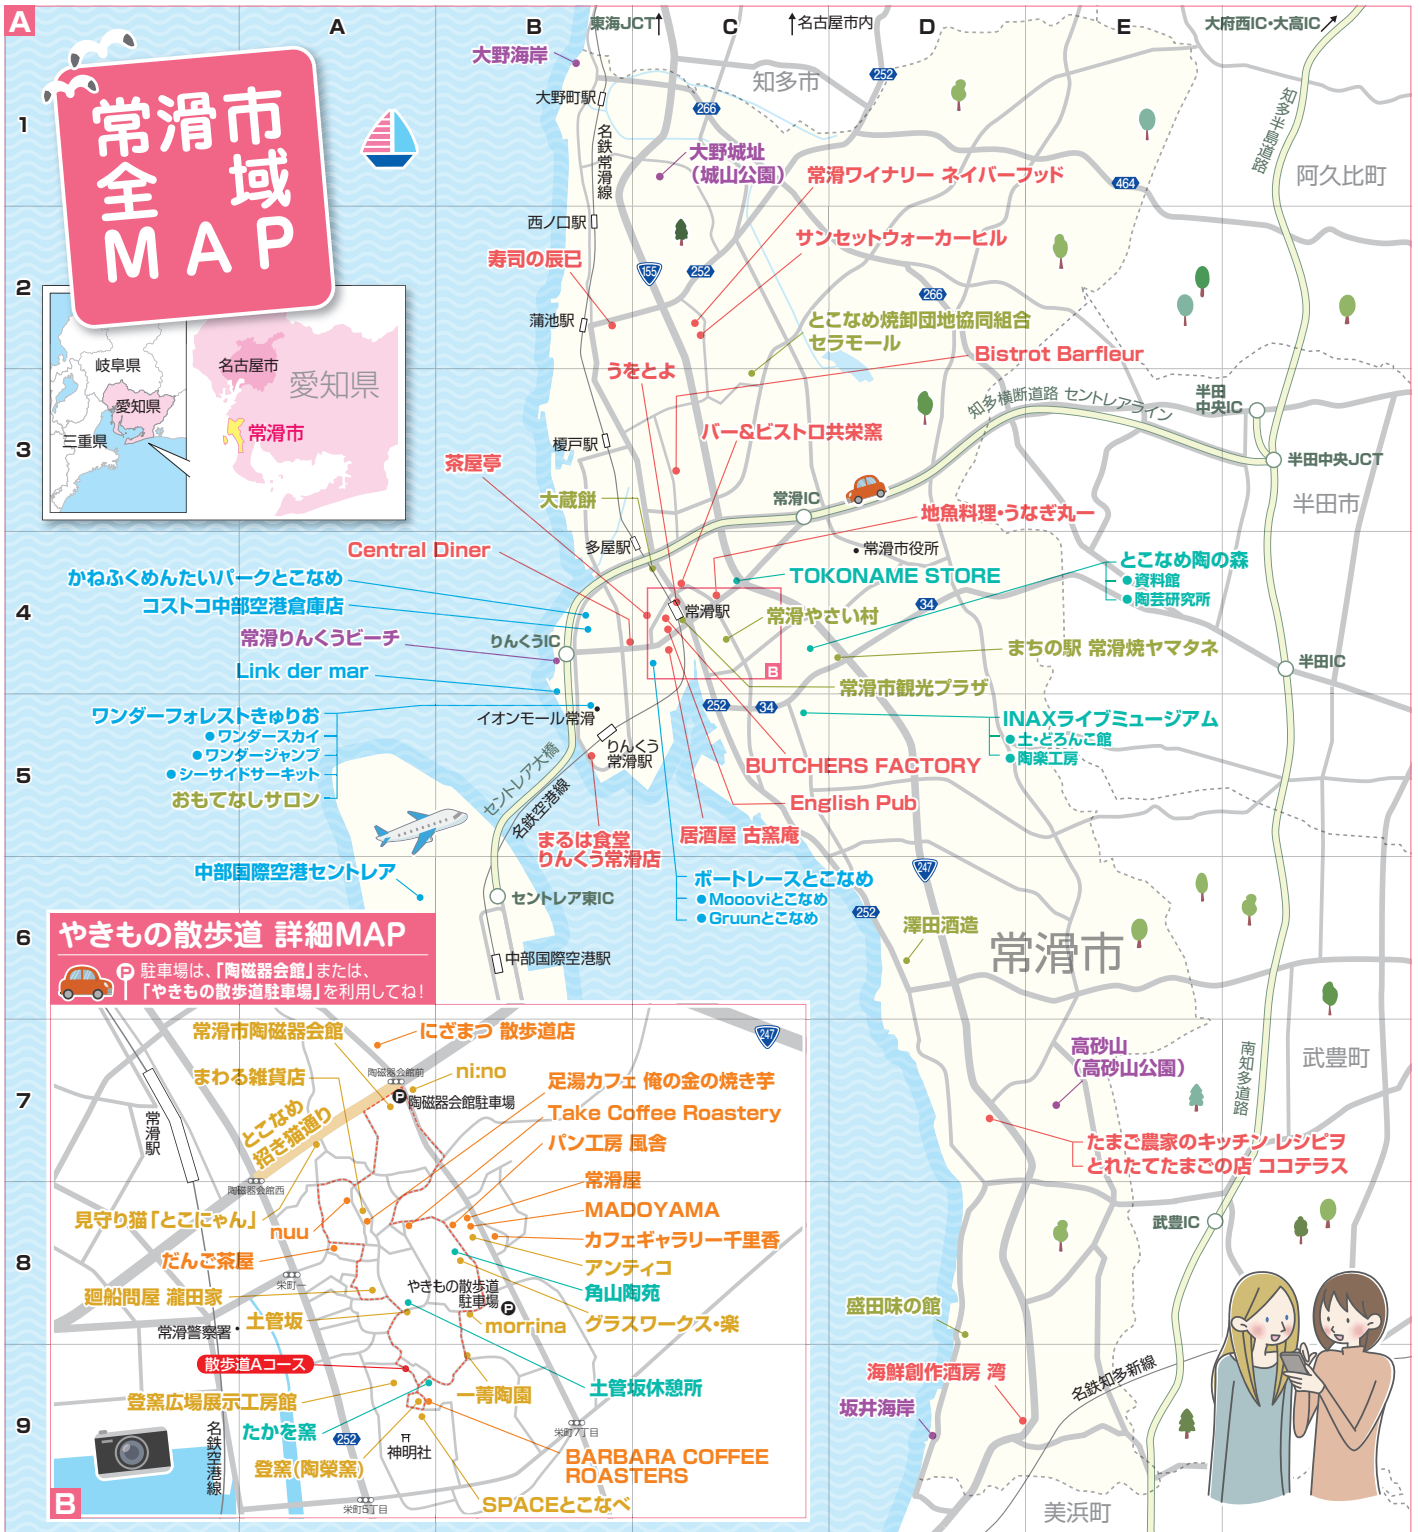 A
A
B
C
D
E
1
2
3
4
5
6
7
8
9
常滑市
全域
MAP
東海JCT
名古屋市内
大府西IC・大高IC
大野海岸
知多市
252
大野町駅
266
名鉄常滑線
知多半島道路
大野城址
(城山公園)
常滑ワイナリー ネイバーフッド
464
阿久比町
西ノ口駅
サンセットウォーカーヒル
寿司の辰巳
155
252
266
蒲池駅
とこなめ焼卸団地協同組合
セラモール
Bistrot Barfleur
うをとよ
岐阜県
愛知県
三重県
名古屋市
愛知県
常滑市
知多横断道路 セントレアライン
半田
中央IC
半田中央JCT
半田市
榎戸駅
バー&ビストロ共栄窯
茶屋亭
大蔵餅
常滑IC
地魚料理・うなぎ丸一
多屋駅
常滑市役所
Central Diner
TOKONAME STORE
とこなめ陶の森
資料館
陶芸研究所
かねふくめんたいパークとこなめ
コストコ中部空港倉庫店
常滑りんくうビーチ
りんくうIC
常滑駅
常滑やさい村
34
B
まちの駅 常滑焼ヤマタネ
半田IC
Link der mar
常滑市観光プラザ
ワンダーフォレストきゅりお
ワンダースカイ
ワンダージャンプ
シーサイドサーキット
おもてなしサロン
イオンモール常滑
252
34
INAXライブミュージアム
土・どろんこ館
陶楽工房
りんくう
常滑駅
セントレア大橋
名鉄空港線
BUTCHERS FACTORY
English Pub
居酒屋 古窯庵
まるは食堂
りんくう常滑店
中部国際空港セントレア
セントレア東IC
ボートレースとこなめ
Moooviとこなめ
Gruunとこなめ
247
252
澤田酒造
常滑市
中部国際空港駅
武豊町
高砂山
(高砂山公園)
南知多道路
たまご農家のキッチン レシピヲ
とれたてたまごの店 ココテラス
武豊IC
盛田味の館
海鮮創作酒房 湾
坂井海岸
名鉄知多新線
美浜町
やきもの散歩道 詳細MAP
P 駐車場は、「陶磁器会館」または、
「やきもの散歩道駐車場」を利用してね!
常滑市陶磁器会館
にざまつ 散歩道店
247
まわる雑貨店
陶磁器会館前
ni:no
P 陶磁器会館駐車場
足湯カフェ 俺の金の焼き芋
Take Coffee Roastery
パン工房 風舎
とこなめ
招き猫通り
常滑駅
陶磁器会館西
見守り猫「とこにゃん」
nuu
常滑屋
MADOYAMA
カフェギャラリー千里香
アンティコ
だんご茶屋
角山陶苑
栄町一
廻船問屋 瀧田家
やきもの散歩道
駐車場 P
土管坂
常滑警察署
morrina
グラスワークス・楽
散歩道Aコース
登窯広場展示工房館
一菁陶園
土管坂休憩所
たかを窯
名鉄空港線
252
神明社
栄町7丁目
登窯(陶榮窯)
BARBARA COFFEE
ROASTERS
SPACEとこなべ
栄町5丁目
B